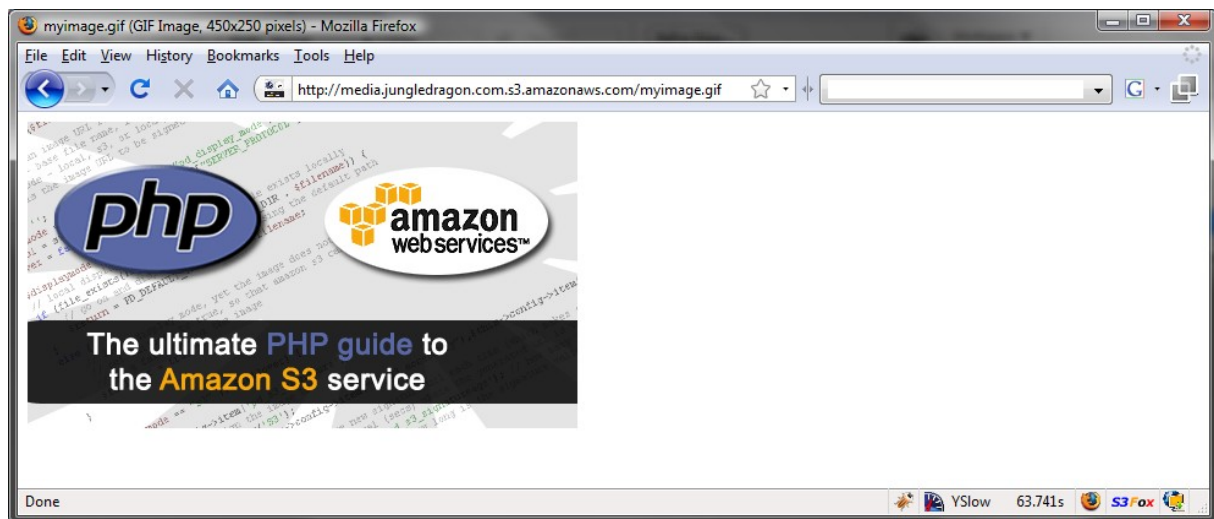 myimage.gif (GIF Image, 450x250 pixels) - Mozilla Firefox
File Edit View History Bookmarks Tools Help
http://media.jungledragon.com.s3.amazonaws.com/myimage.gif
G
php
amazon
webservices™
The ultimate PHP guide to
the Amazon S3 service
Done
YSlow 63.741s S3Fox